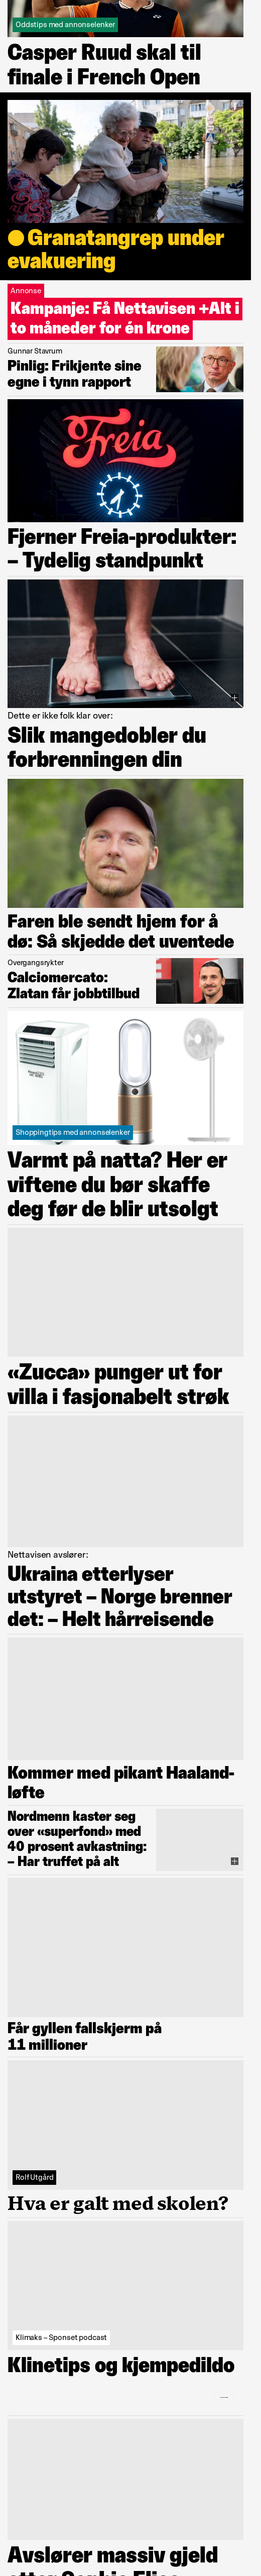 Oddstips med annonselenker
Casper Ruud skal til
finale i French Open
Granatangrep under
evakuering
Annonse
Kampanje: Få Nettavisen +Alt i
to måneder for én krone
Gunnar Stavrum
Pinlig: Frikjente sine
egne i tynn rapport
Freia
Fjerner Freia-produkter:
– Tydelig standpunkt
Dette er ikke folk klar over:
Slik mangedobler du
forbrenningen din
Faren ble sendt hjem for å
dø: Så skjedde det uventede
Overgangsrykter
Calciomercato:
Zlatan får jobbtilbud
Shoppingtips med annonselenker
Varmt på natta? Her er
viftene du bør skaffe
deg før de blir utsolgt
«Zucca» punger ut for
villa i fasjonabelt strøk
Nettavisen avslører:
Ukraina etterlyser
utstyret – Norge brenner
det: – Helt hårreisende
Kommer med pikant Haaland-
løfte
Nordmenn kaster seg
over «superfond» med
40 prosent avkastning:
– Har truffet på alt
Får gyllen fallskjerm på
11 millioner
Rolf Utgård
Hva er galt med skolen?
Klimaks – Sponset podcast
Klinetips og kjempedildo
Avslører massiv gjeld
etter Sophie Elise